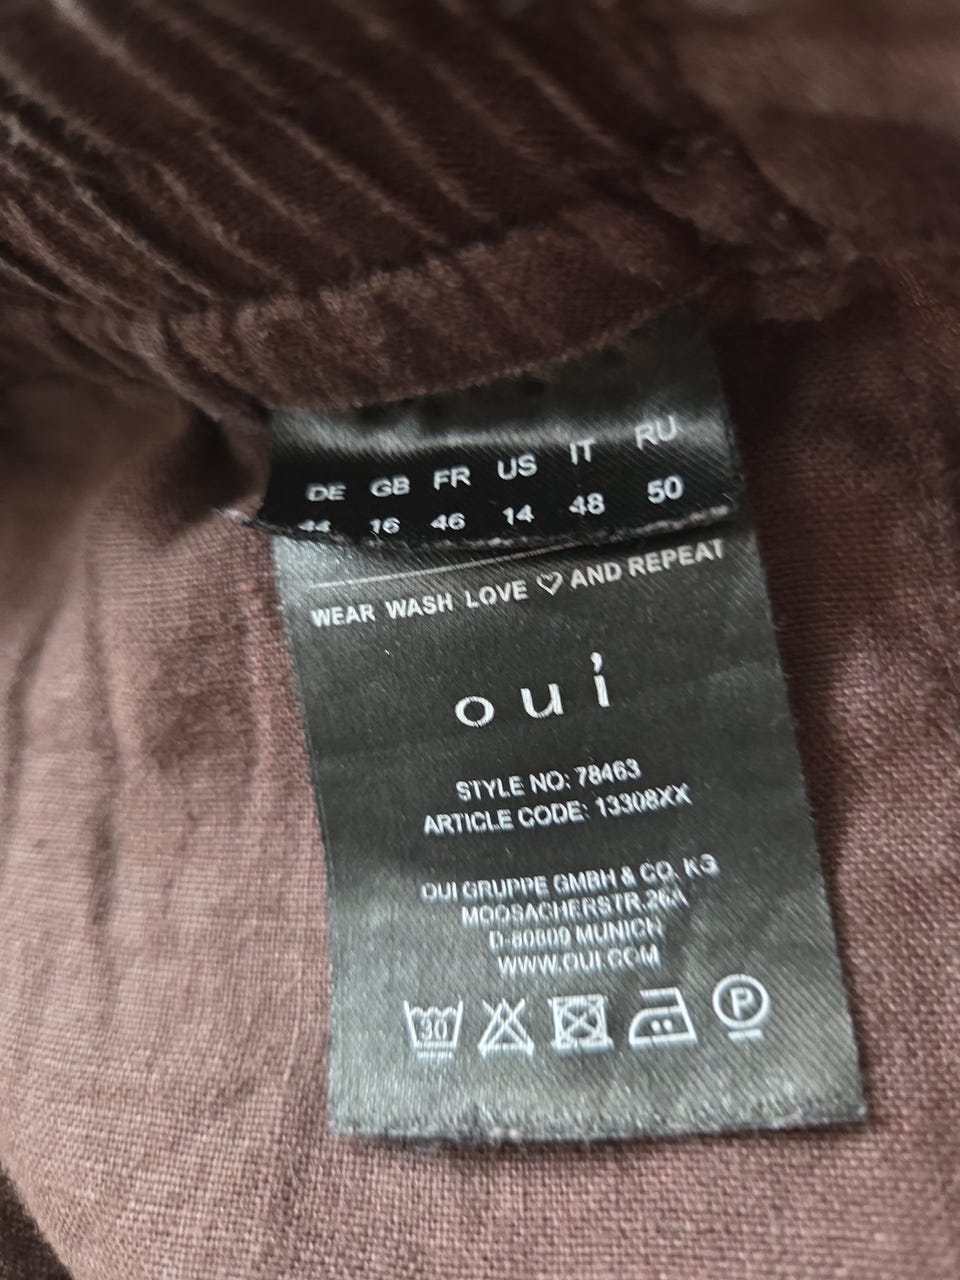 DE GB FR US IT RU
44 16 46 14 48 50
WEAR WASH LOVE ♡ AND REPEAT
oui
STYLE NO: 78463
ARTICLE CODE: 13308XX
OUI GRUPPE GMBH & CO. KG
MOOSACHERSTR.26A
D-80809 MUNICH
WWW.OUI.COM
30 P